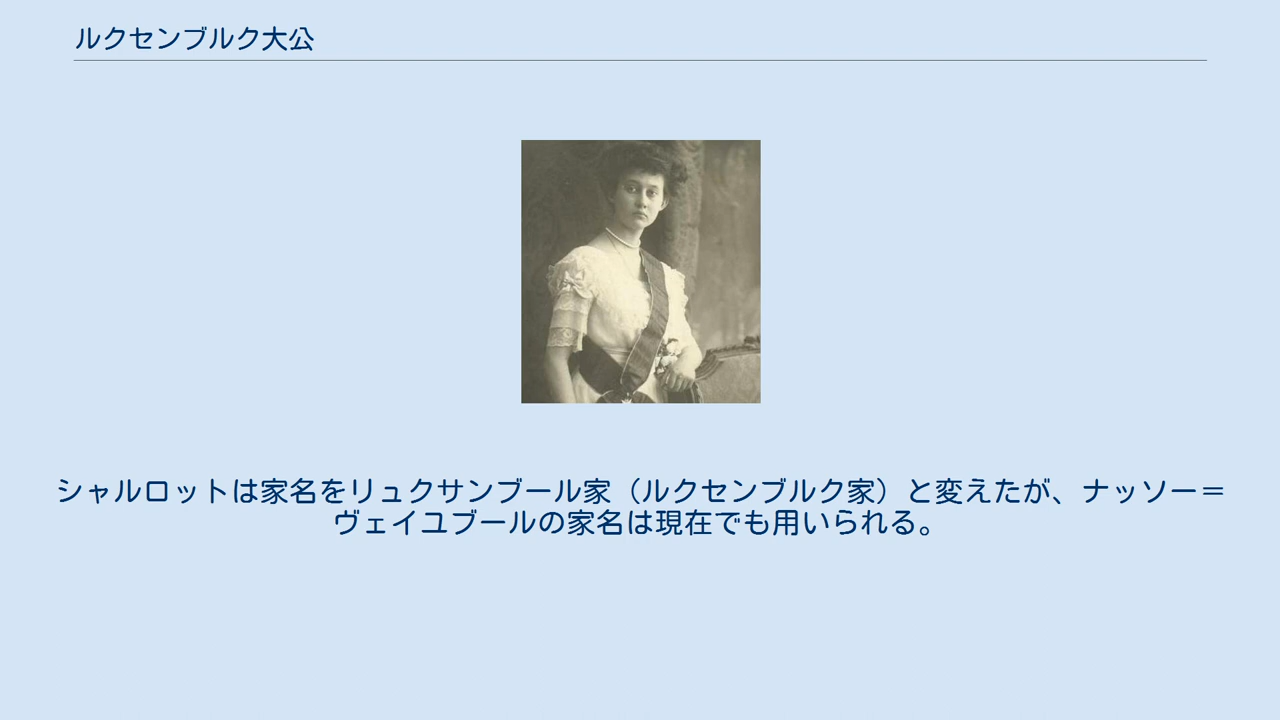 ルクセンブルク大公
シャルロットは家名をリュクサンブール家（ルクセンブルク家）と変えたが、ナッソー＝
ヴェイユブールの家名は現在でも用いられる。